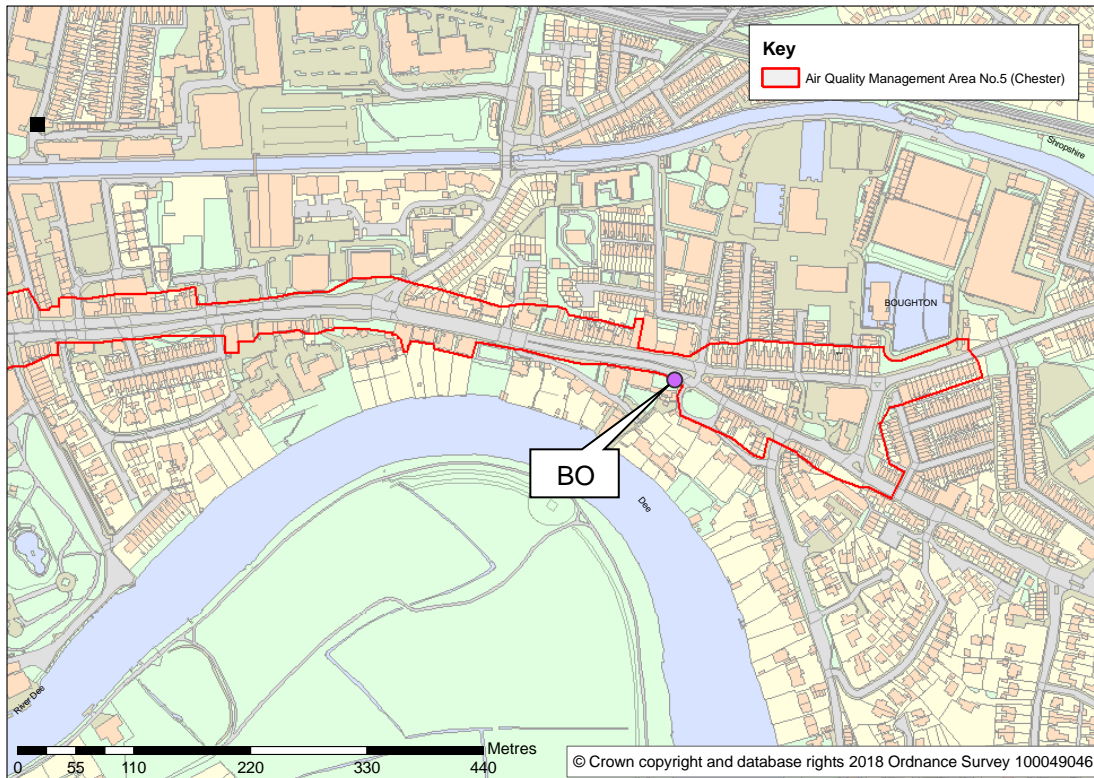 Key
Air Quality Management Area No.5 (Chester)
Shropshire
BOUGHTON
BO
Dee
River Dee
Metres
0 55 110 220 330 440
© Crown copyright and database rights 2018 Ordnance Survey 100049046